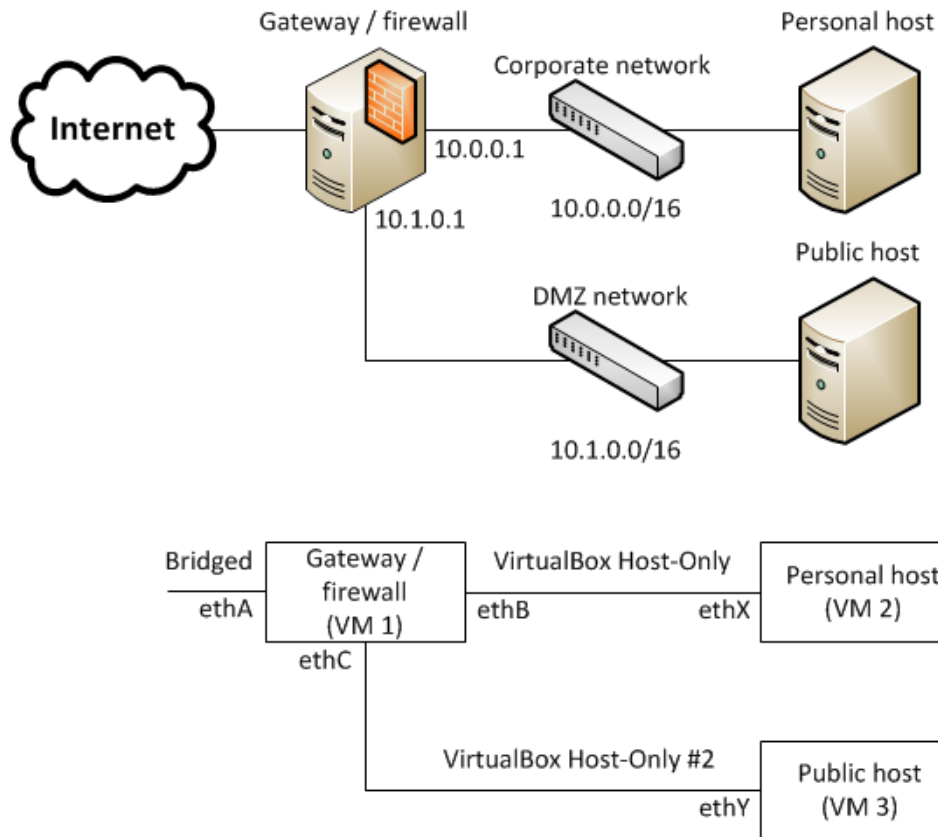 Gateway / firewall
Personal host
Corporate network
Internet
10.0.0.1
10.0.0.0/16
10.1.0.1
Public host
DMZ network
10.1.0.0/16
Bridged
ethA
Gateway /
firewall
(VM 1)
ethC
VirtualBox Host-Only
ethB
ethX
Personal host
(VM 2)
VirtualBox Host-Only #2
ethY
Public host
(VM 3)